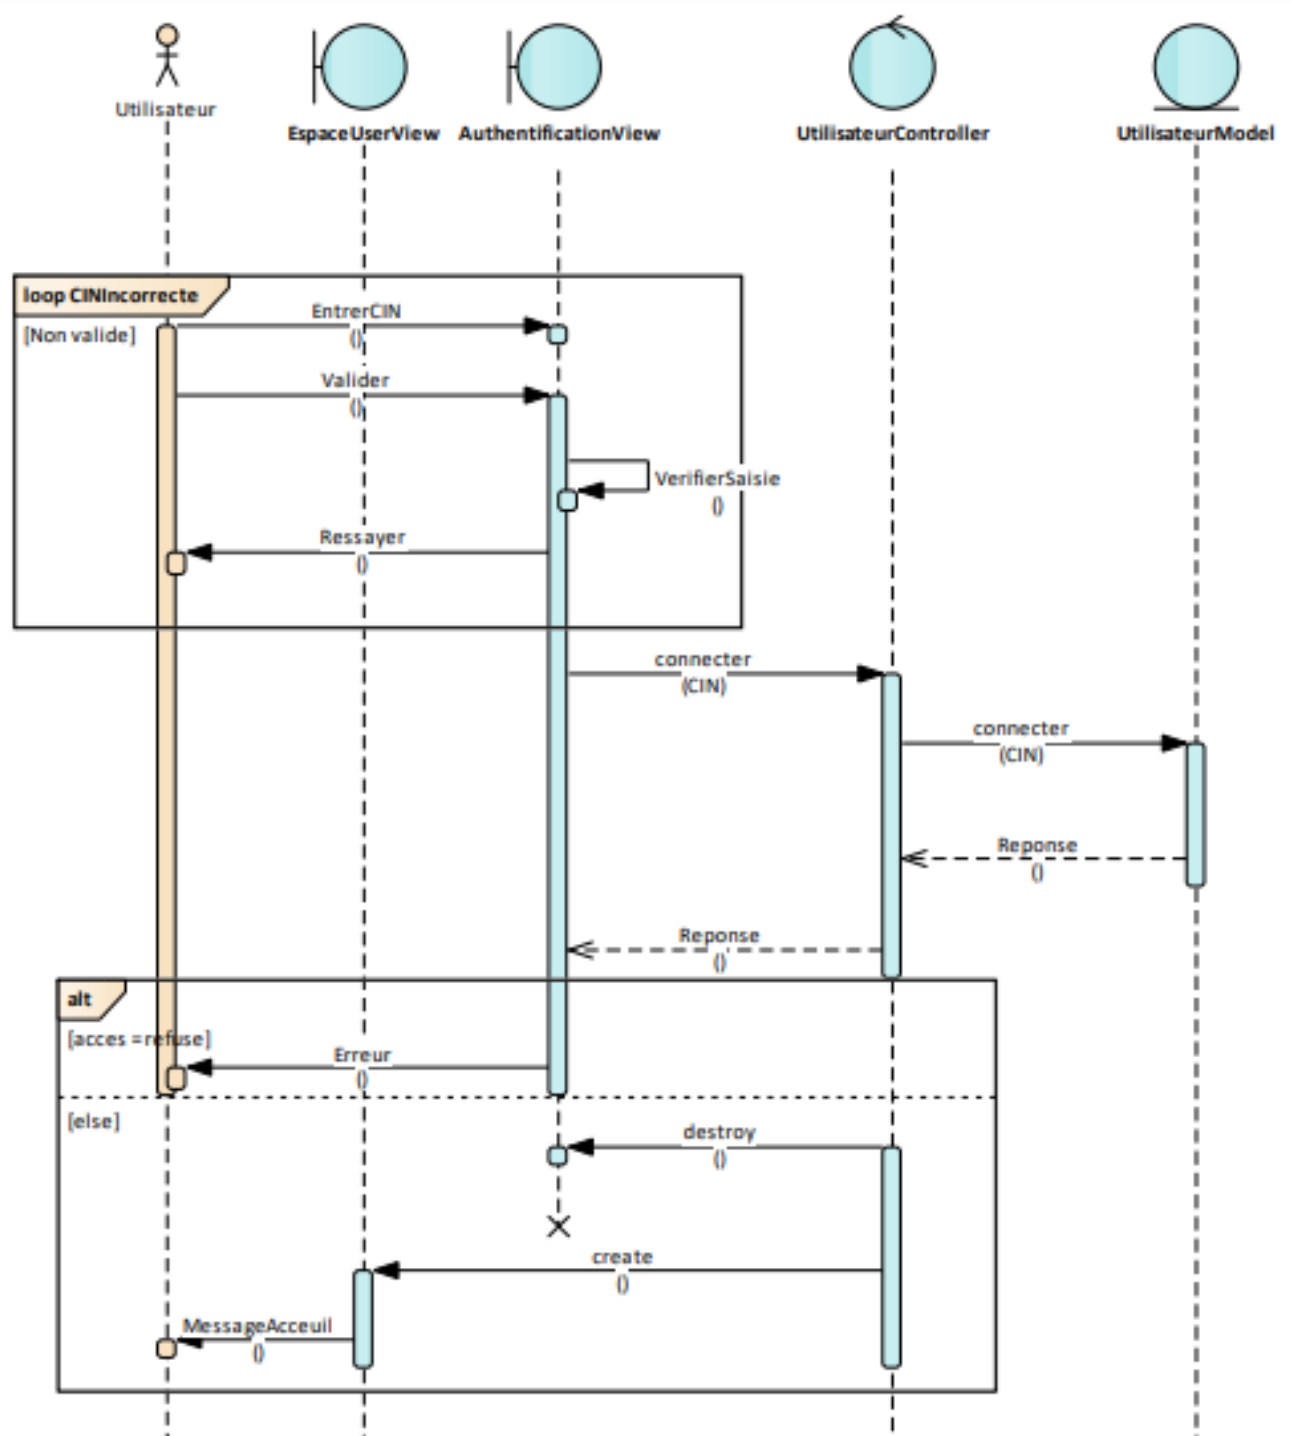 Utilisateur
EspaceUserView
AuthentificationView
UtilisateurController
UtilisateurModel
loop CINIncorrecte
[Non valide]
EntrerCIN
()
Valider
()
VerifierSaisie
()
Ressayer
()
connecter
(CIN)
connecter
(CIN)
Reponse
()
Reponse
()
alt
[acces =refuse]
Erreur
()
[else]
destroy
()
create
()
MessageAcceuil
()